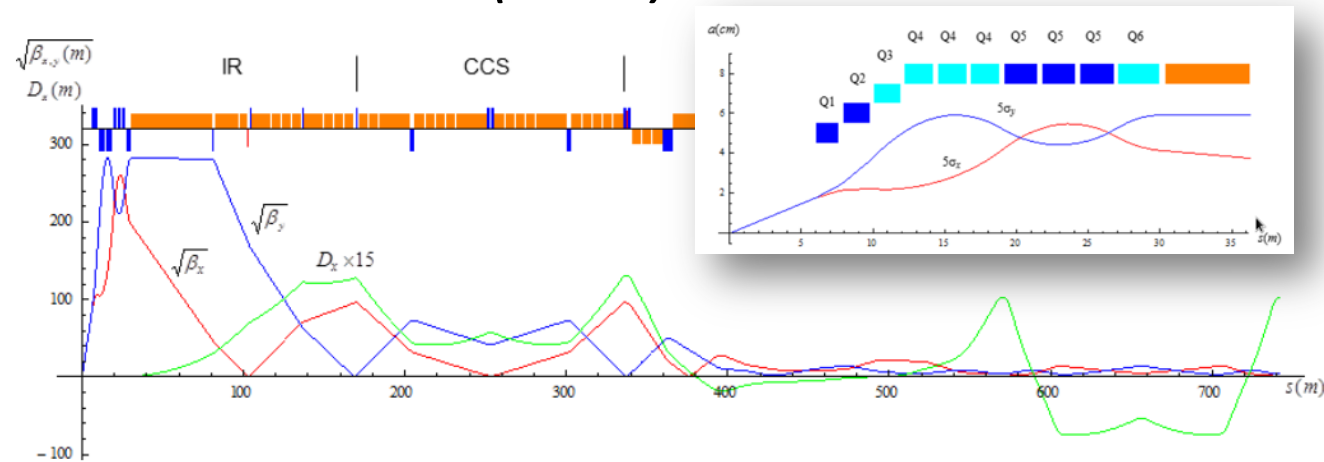 √β_{x,y} (m)
D_x (m)
IR
CCS
300
200
100
−100
√β_x
√β_y
D_x ×15
100
200
300
400
500
600
700
s (m)
a(cm)
8
6
4
2
Q1
Q2
Q3
Q4
Q4
Q4
Q5
Q5
Q5
Q6
5σ_y
5σ_x
5
10
15
20
25
30
35
s(m)